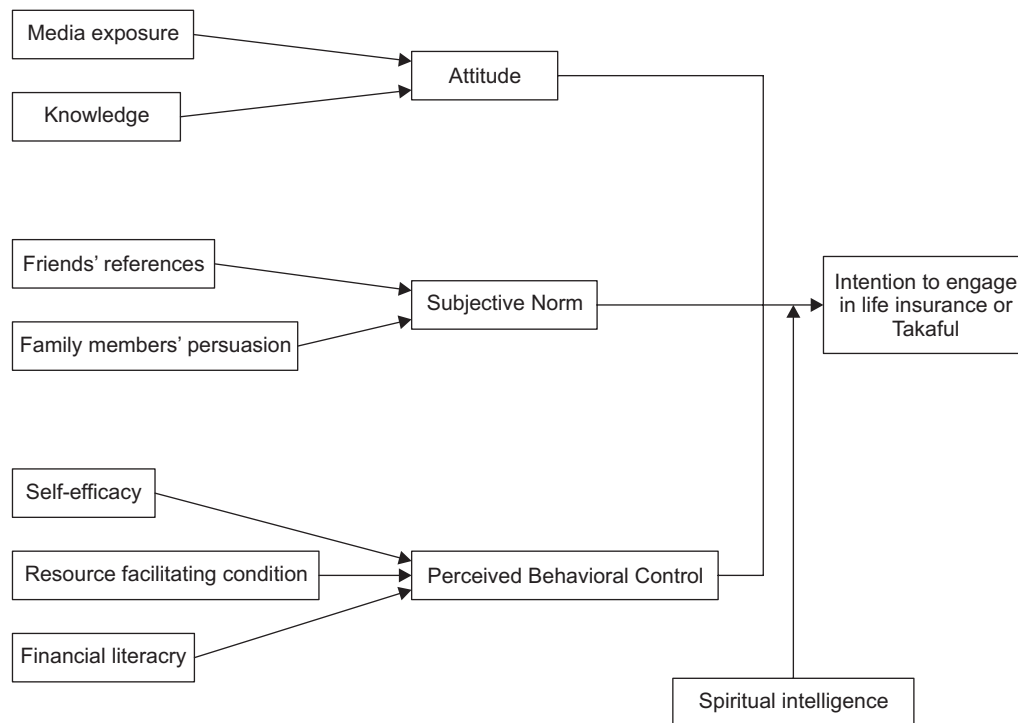 Media exposure
Attitude
Knowledge
Friends' references
Subjective Norm
Family members' persuasion
Intention to engage
in life insurance or
Takaful
Self-efficacy
Resource facilitating condition
Perceived Behavioral Control
Financial literacry
Spiritual intelligence